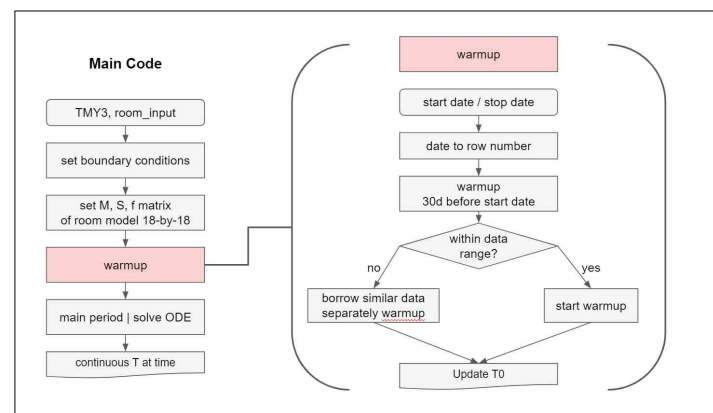 Main Code
TMY3, room_input
set boundary conditions
set M, S, f matrix
of room model 18-by-18
warmup
main period | solve ODE
continuous T at time
warmup
start date / stop date
date to row number
warmup
30d before start date
within data
range?
no
yes
borrow similar data
separately warmup
start warmup
Update T0